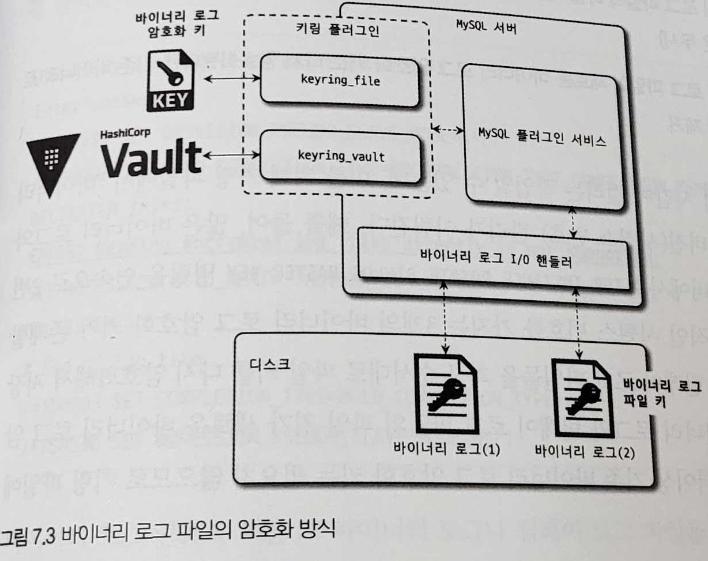 바이너리 로그
암호화 키
KEY
HashiCorp
Vault
키링 플러그인
keyring_file
keyring_vault
MySQL 서버
MySQL 플러그인 서비스
바이너리 로그 I/O 핸들러
디스크
바이너리 로그(1)
바이너리 로그(2)
바이너리 로그
파일 키
그림 7.3 바이너리 로그 파일의 암호화 방식